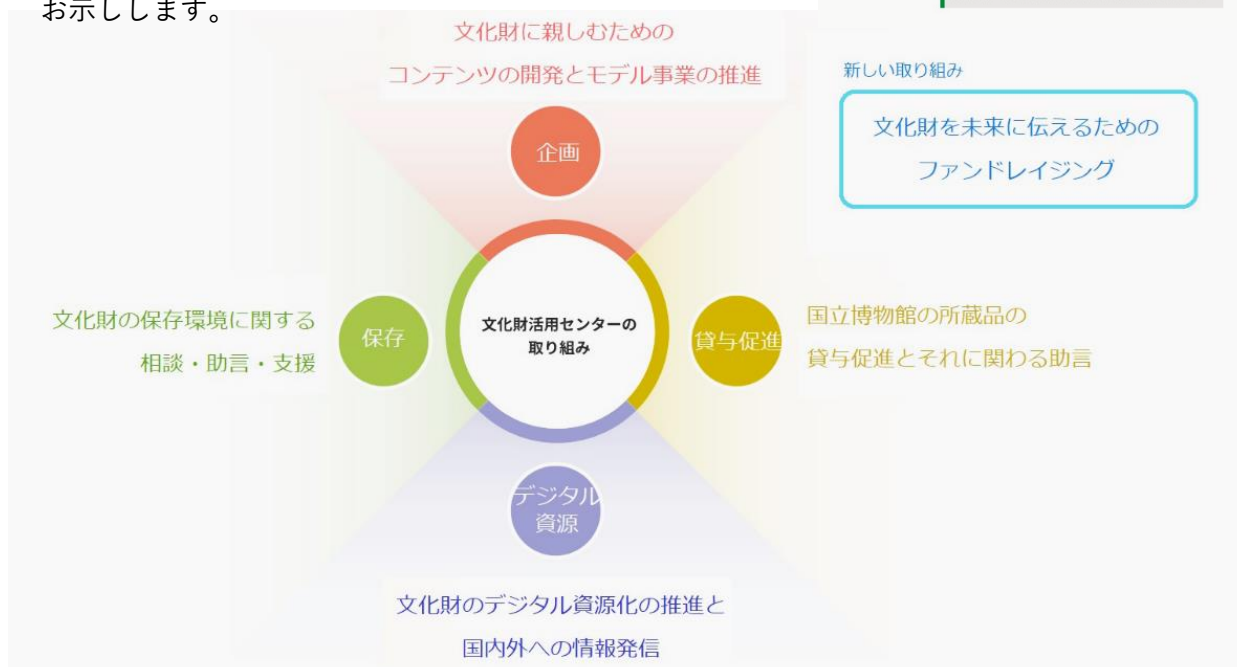 お示しします。
文化財に親しむための
コンテンツの開発とモデル事業の推進
新しい取り組み
文化財を未来に伝えるための
ファンドレイジング
企画
文化財の保存環境に関する
相談・助言・支援
保存
文化財活用センターの
取り組み
貸与促進
国立博物館の所蔵品の
貸与促進とそれに関わる助言
デジタル
資源
文化財のデジタル資源化の推進と
国内外への情報発信